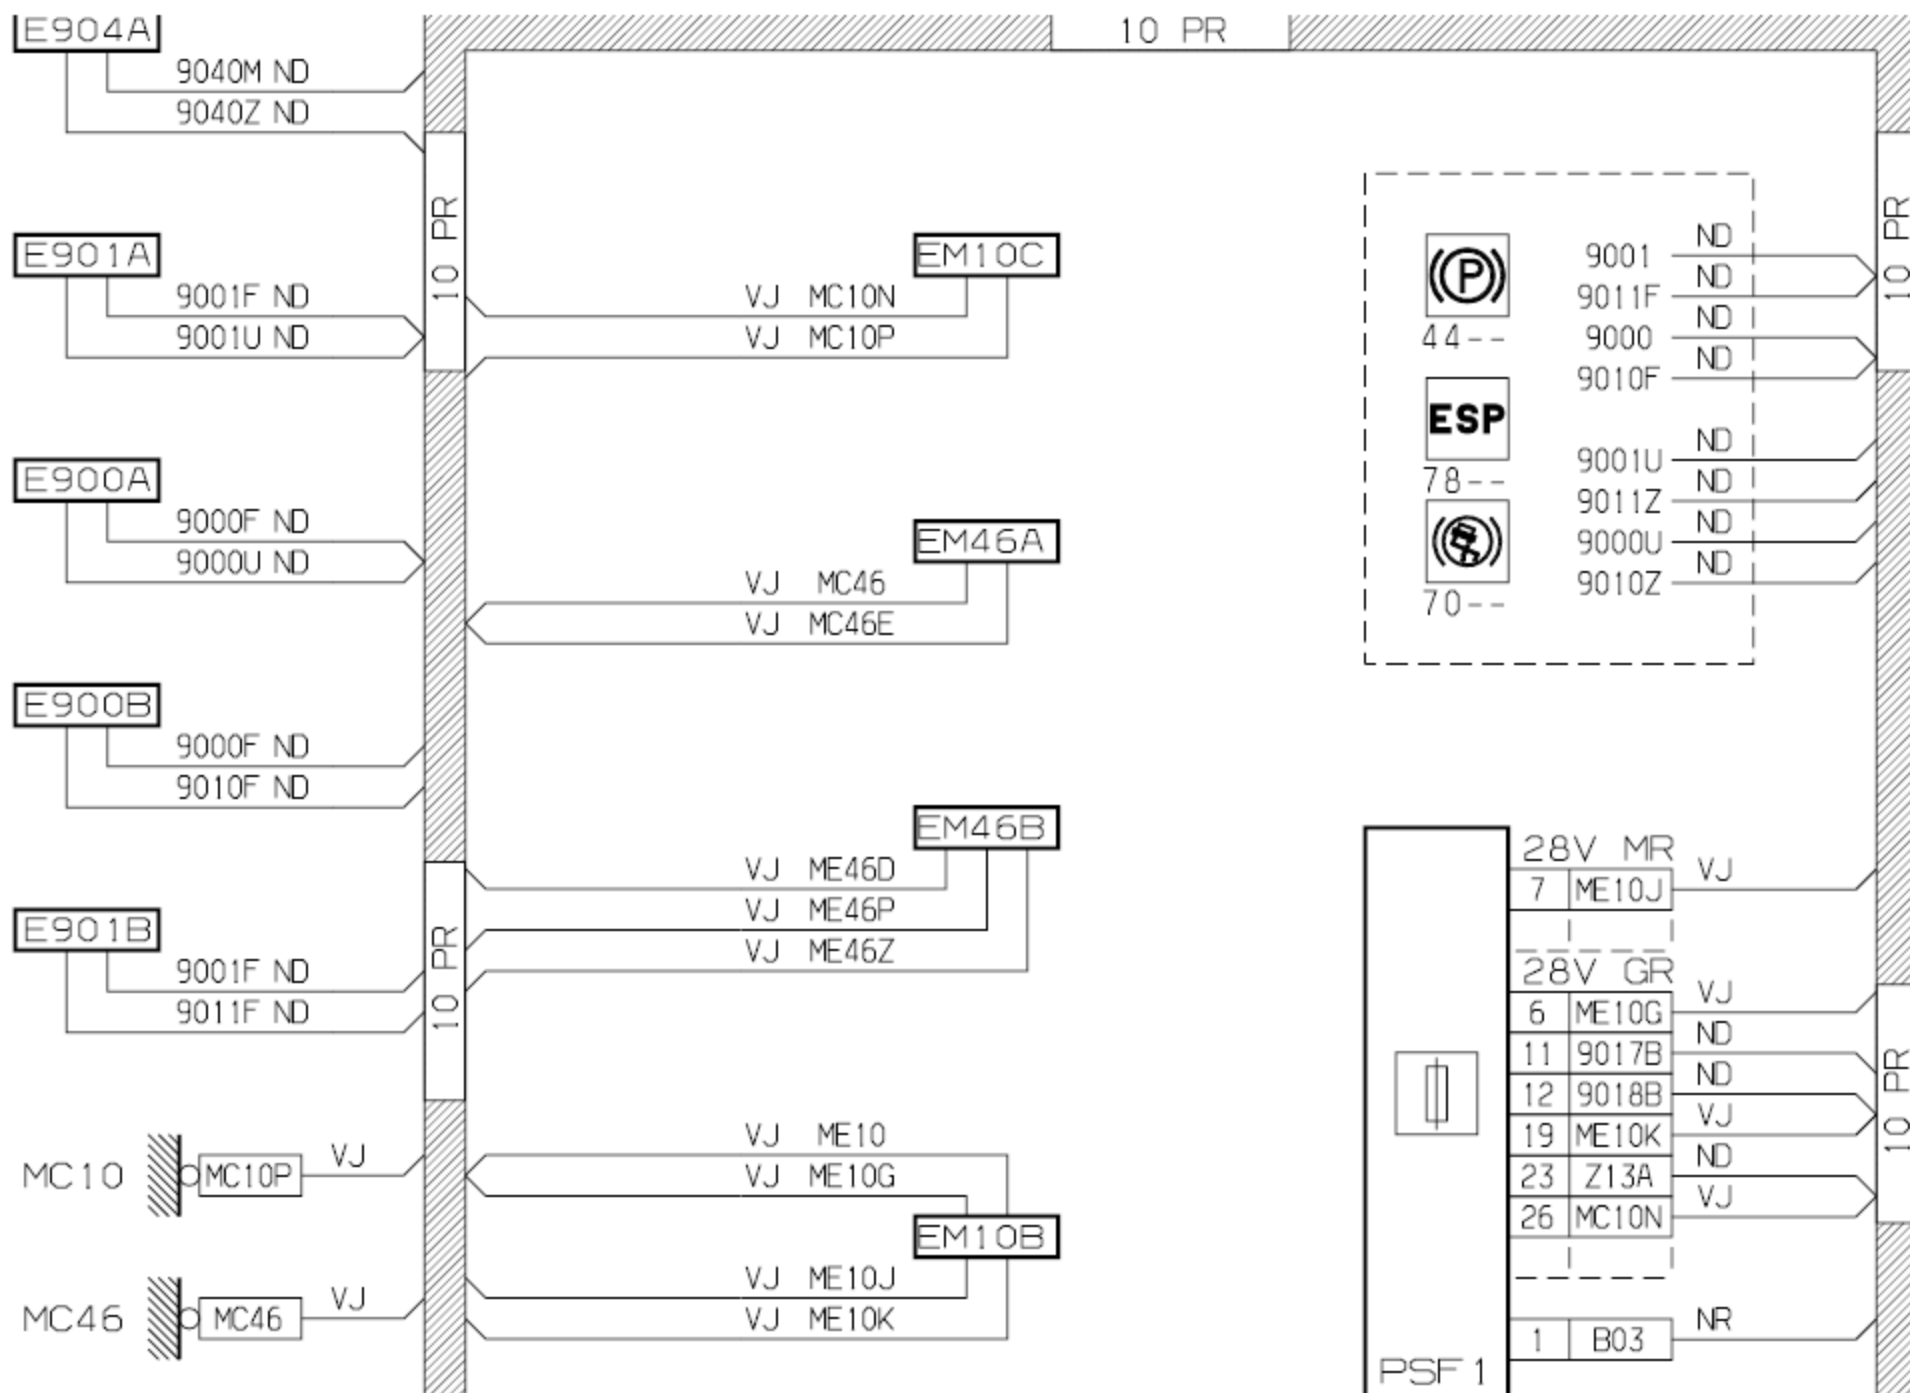 E904A
9040M ND
9040Z ND
E901A
9001F ND
9001U ND
E900A
9000F ND
9000U ND
E900B
9000F ND
9010F ND
E901B
9001F ND
9011F ND
MC10 MC10P VJ
MC46 MC46 VJ
10 PR
10 PR
10 PR
EM10C
VJ MC10N
VJ MC10P
EM46A
VJ MC46
VJ MC46E
EM46B
VJ ME46D
VJ ME46P
VJ ME46Z
VJ ME10
VJ ME10G
EM10B
VJ ME10J
VJ ME10K
P
44--
ESP
78--
70--
9001 ND
9011F ND
9000 ND
9010F ND
9001U ND
9011Z ND
9000U ND
9010Z ND
10 PR
28V MR
7 ME10J VJ
28V GR
6 ME10G VJ
11 9017B ND
12 9018B ND
19 ME10K VJ
23 Z13A ND
26 MC10N VJ
1 B03 NR
PSF1
10 PR